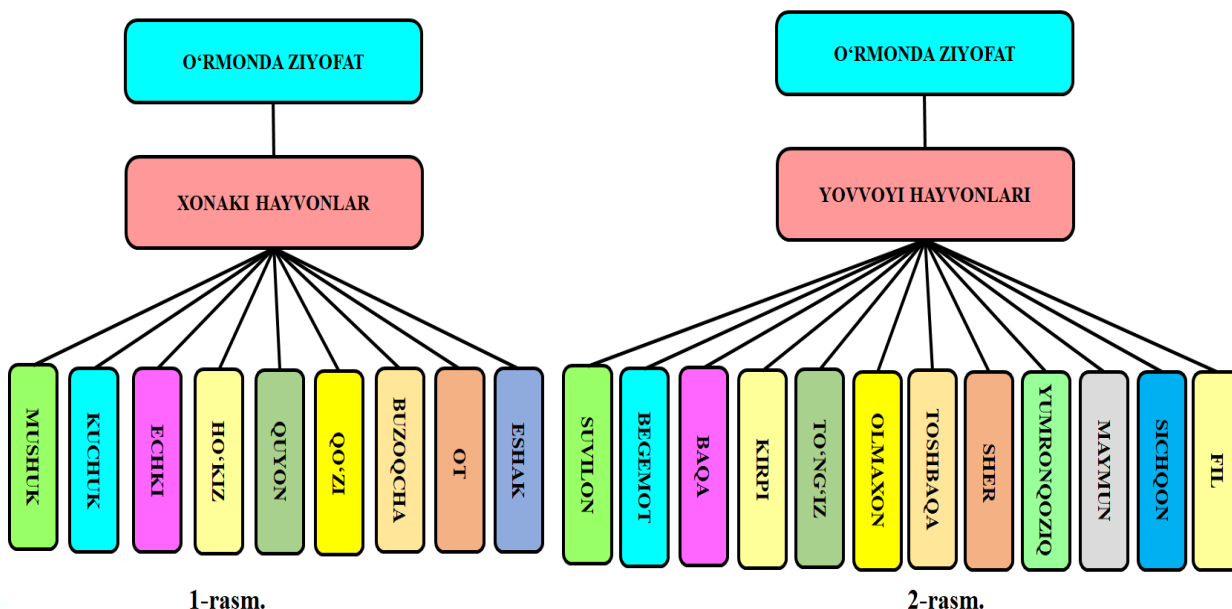 O‘RMONDA ZIYOFAT
XONAKI HAYVONLAR
MUSHUK
KUCHUK
ECHKI
HO‘KIZ
QUYON
QO‘ZI
BUZOQCHA
OT
ESHAK
1-rasm.
O‘RMONDA ZIYOFAT
YOVVOYI HAYVONLARI
SUVILON
BEGEMOT
BAQA
KIRPI
TO‘NG‘IZ
OLMAXON
TOSHBAQA
SHER
YUMRONQOZIQ
MAYMUN
SICHQON
FIL
2-rasm.